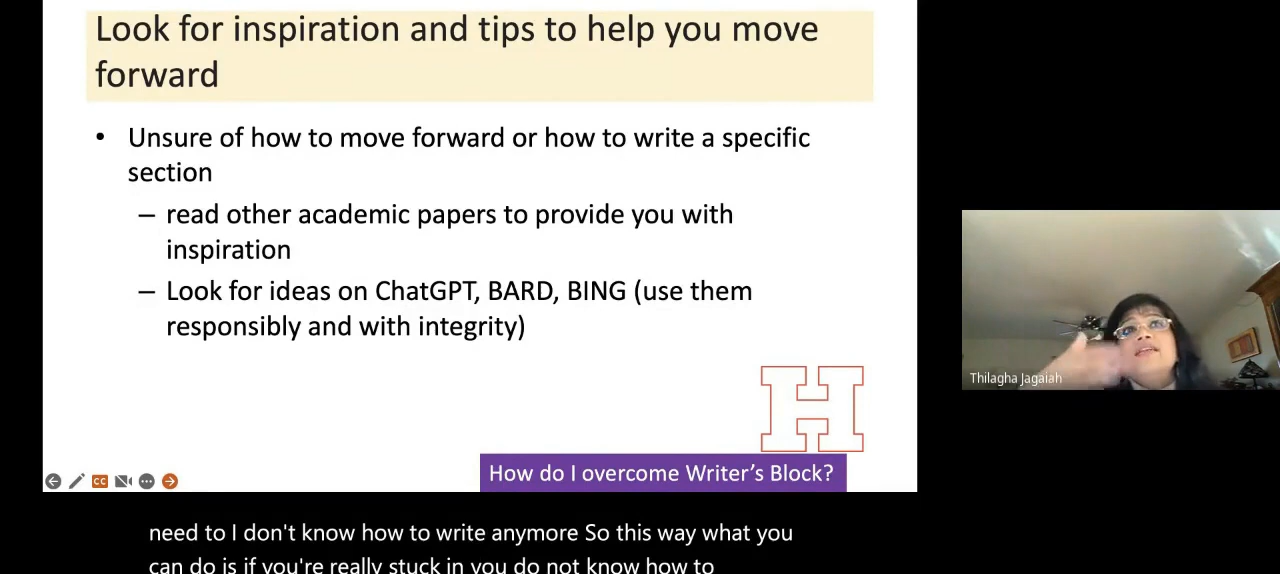 Look for inspiration and tips to help you move
forward
• Unsure of how to move forward or how to write a specific
section
– read other academic papers to provide you with
inspiration
– Look for ideas on ChatGPT, BARD, BING (use them
responsibly and with integrity)
H
Thilagha Jagaiah
CC
How do I overcome Writer's Block?
need to I don't know how to write anymore So this way what you
can do is if you're really stuck in you do not know how to